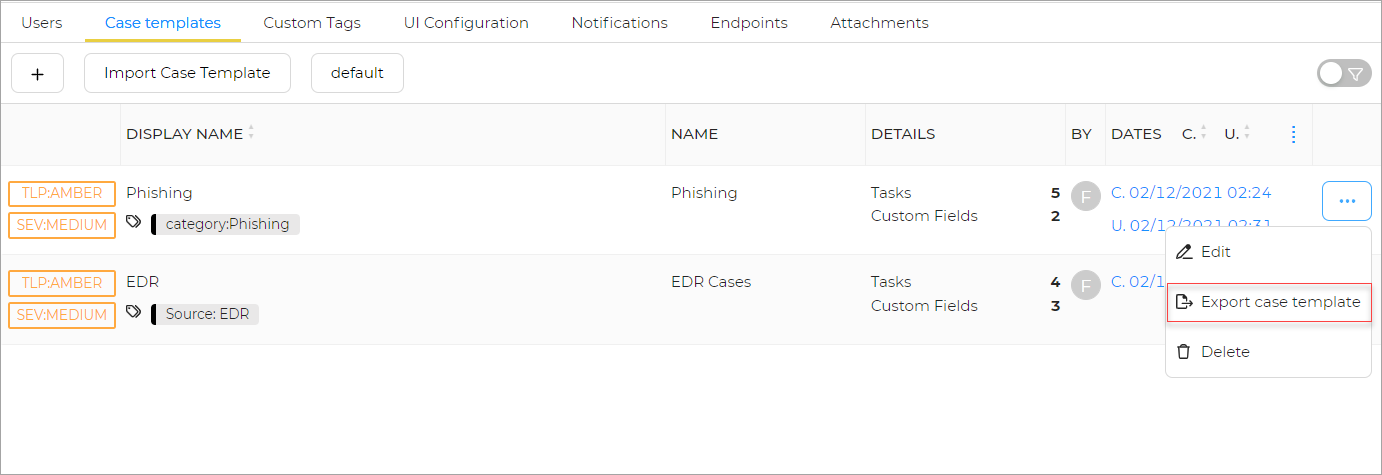 Users Case templates Custom Tags UI Configuration Notifications Endpoints Attachments
+ Import Case Template default
DISPLAY NAME NAME DETAILS BY DATES C. U.
TLP:AMBER Phishing Phishing Tasks 5 F C. 02/12/2021 02:24
SEV:MEDIUM category:Phishing Custom Fields 2 U. 02/12/2021 02:31
Edit
TLP:AMBER EDR EDR Cases Tasks 4 F C. 02/1
SEV:MEDIUM Source: EDR Custom Fields 3 Export case template
Delete